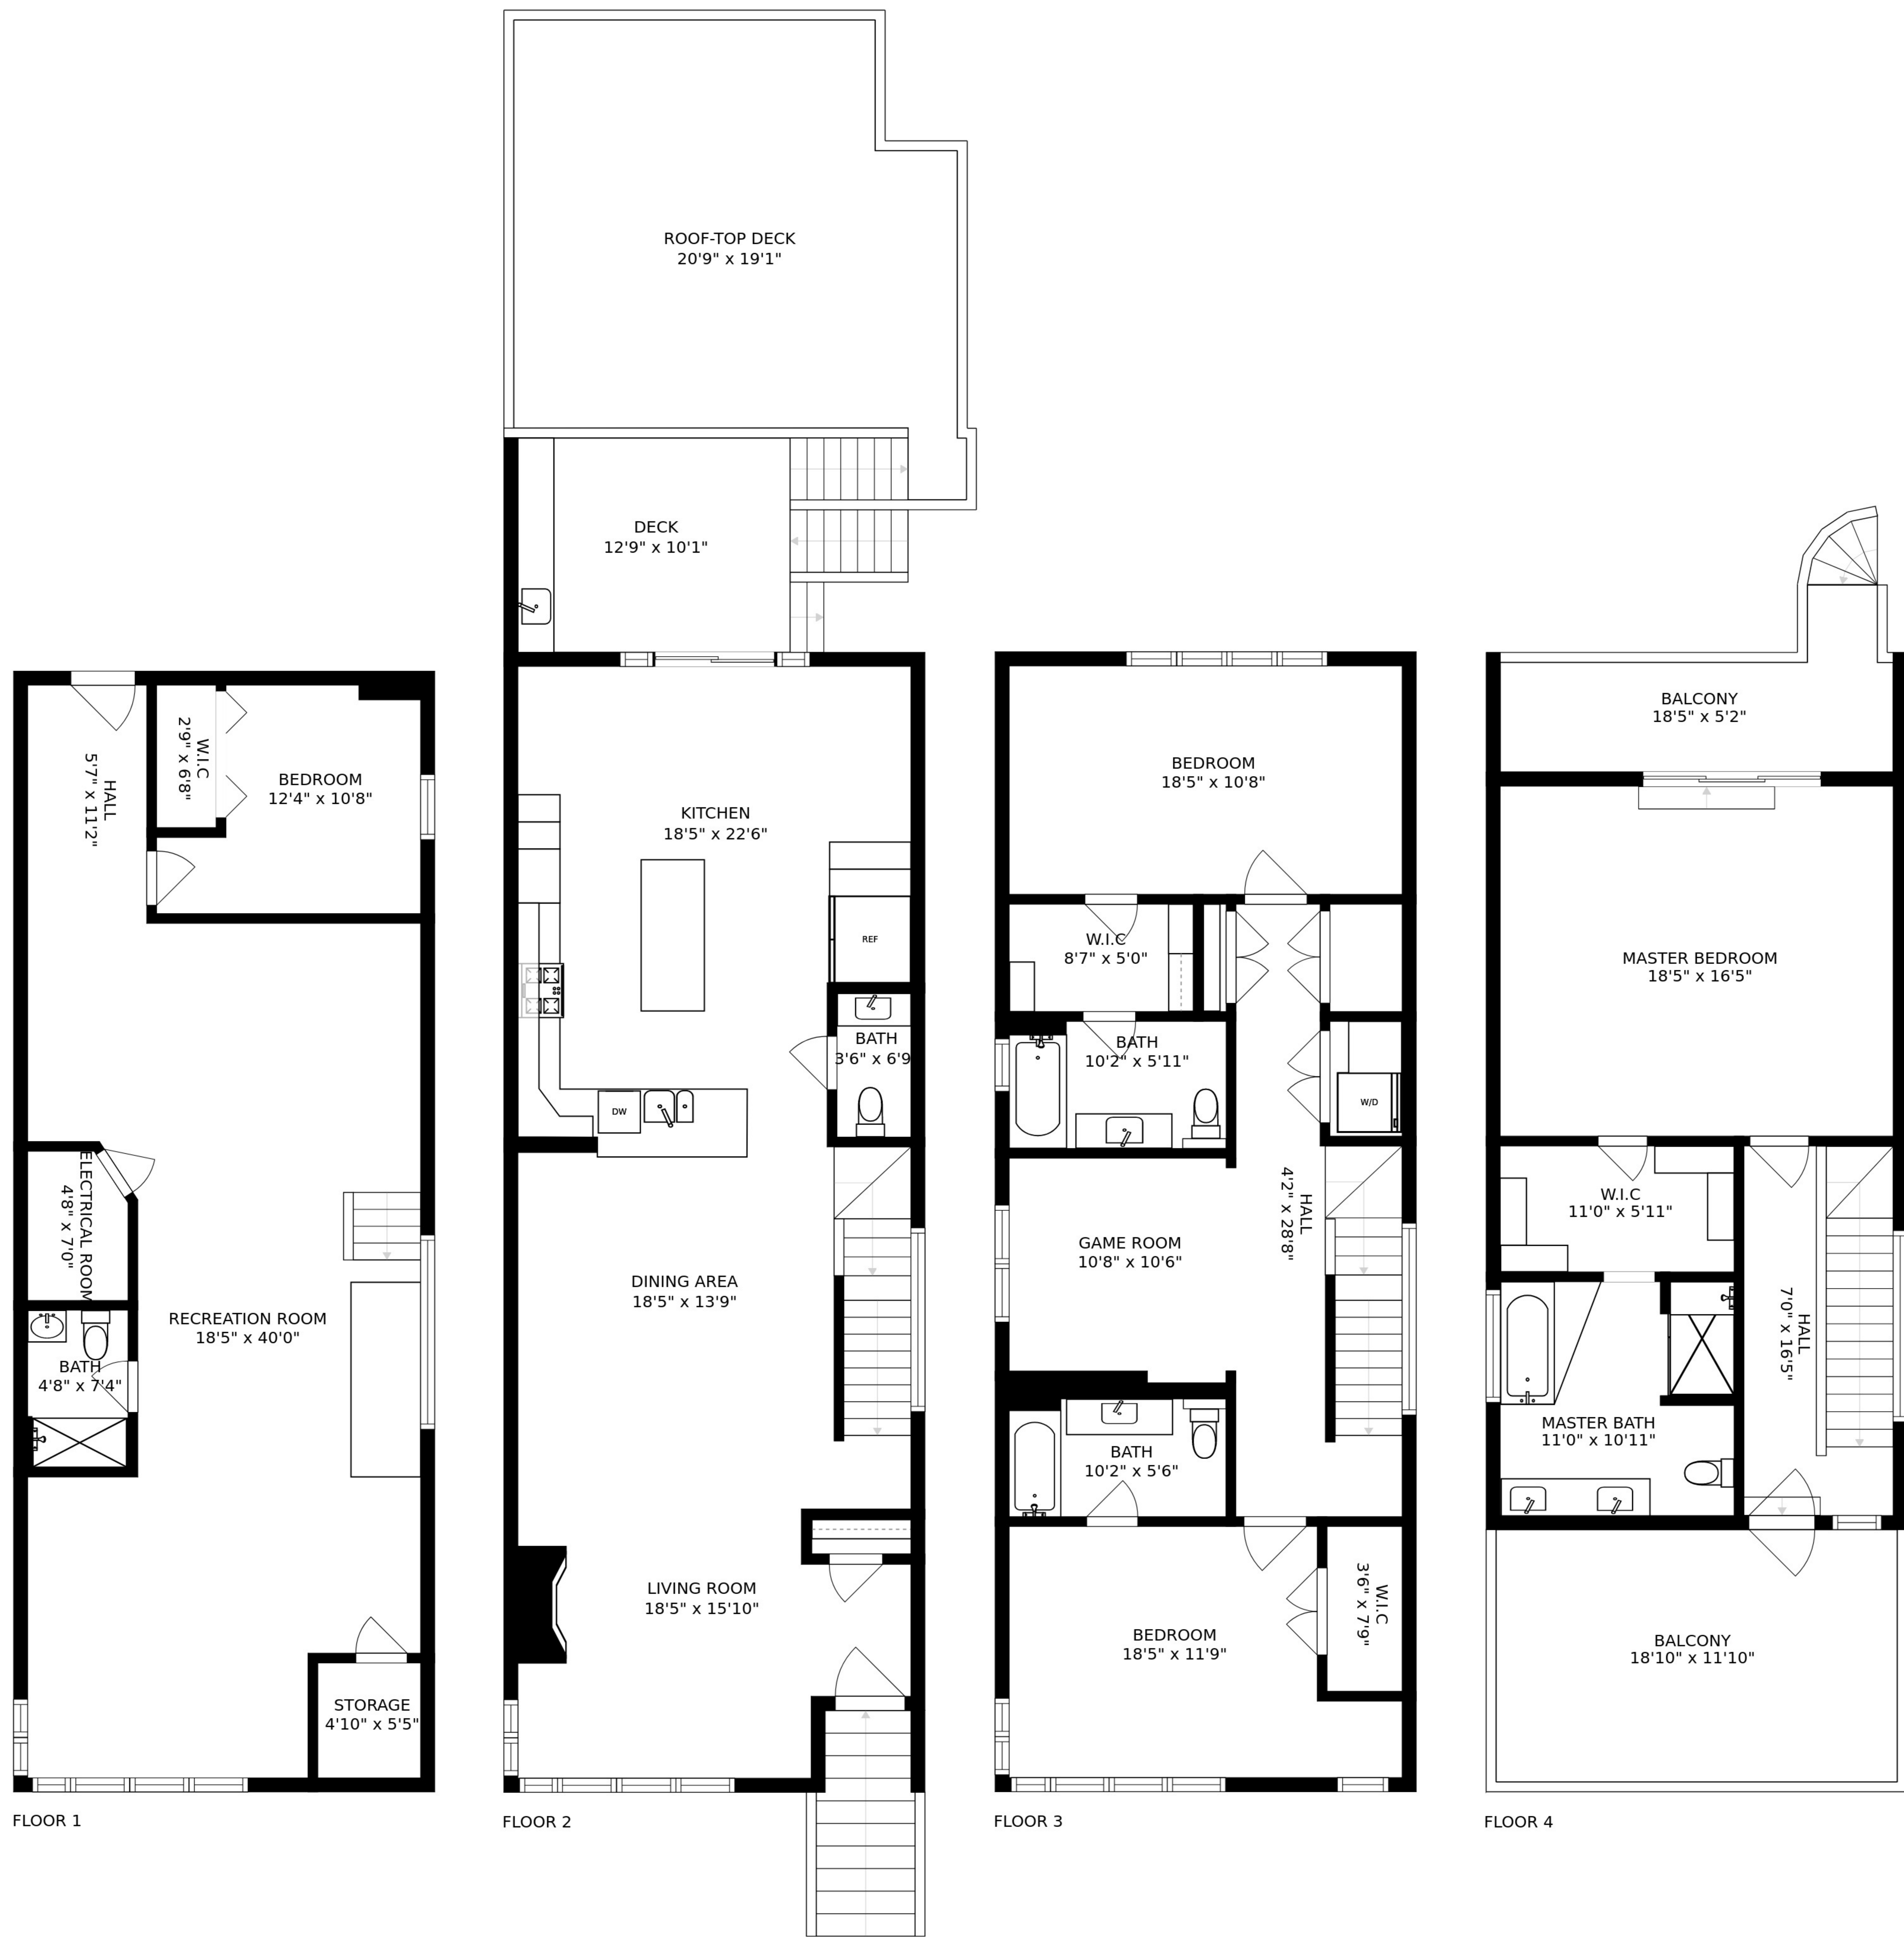 HALL
5'7" x 11'2"
W.I.C
2'9" x 6'8"
BEDROOM
12'4" x 10'8"
ELECTRICAL ROOM
4'8" x 7'0"
RECREATION ROOM
18'5" x 40'0"
BATH
4'8" x 7'4"
STORAGE
4'10" x 5'5"
FLOOR 1
ROOF-TOP DECK
20'9" x 19'1"
DECK
12'9" x 10'1"
KITCHEN
18'5" x 22'6"
REF
BATH
3'6" x 6'9
DW
DINING AREA
18'5" x 13'9"
LIVING ROOM
18'5" x 15'10"
FLOOR 2
BEDROOM
18'5" x 10'8"
W.I.C
8'7" x 5'0"
BATH
10'2" x 5'11"
W/D
HALL
4'2" x 28'8"
GAME ROOM
10'8" x 10'6"
BATH
10'2" x 5'6"
BEDROOM
18'5" x 11'9"
W.I.C
3'6" x 7'9"
FLOOR 3
BALCONY
18'5" x 5'2"
MASTER BEDROOM
18'5" x 16'5"
W.I.C
11'0" x 5'11"
HALL
7'0" x 16'5"
MASTER BATH
11'0" x 10'11"
BALCONY
18'10" x 11'10"
FLOOR 4